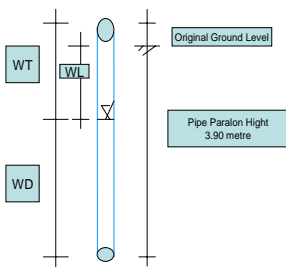 Original Ground Level
WT
WL
Pipe Paralon Hight
3.90 metre
WD